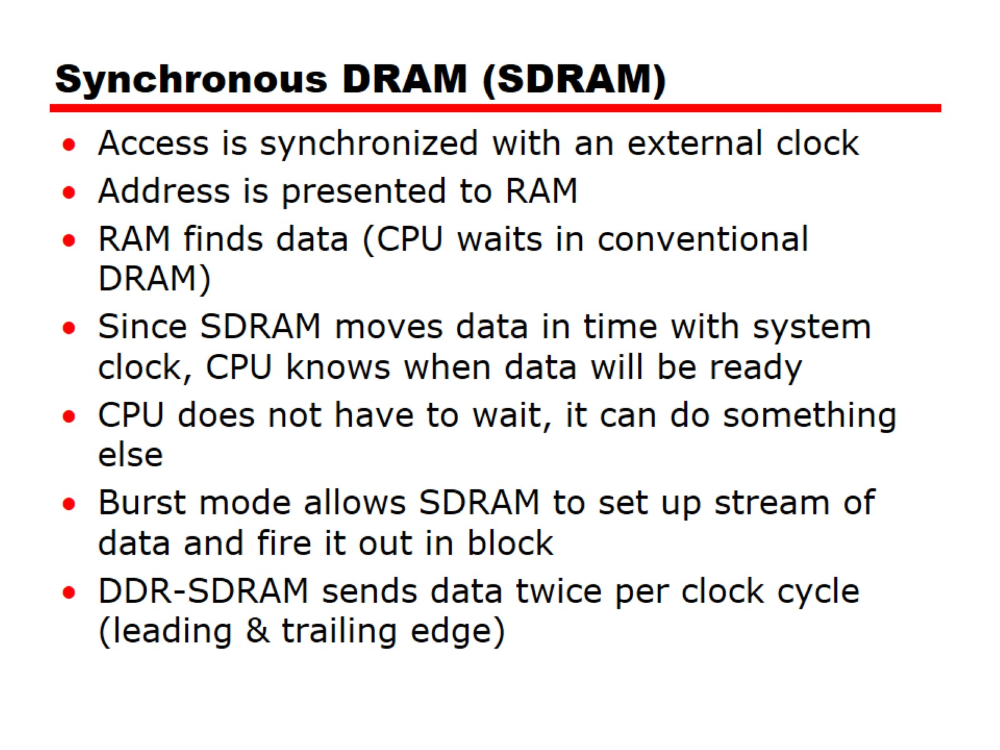 Synchronous DRAM (SDRAM)
• Access is synchronized with an external clock
• Address is presented to RAM
• RAM finds data (CPU waits in conventional
DRAM)
• Since SDRAM moves data in time with system
clock, CPU knows when data will be ready
• CPU does not have to wait, it can do something
else
• Burst mode allows SDRAM to set up stream of
data and fire it out in block
• DDR-SDRAM sends data twice per clock cycle
(leading & trailing edge)